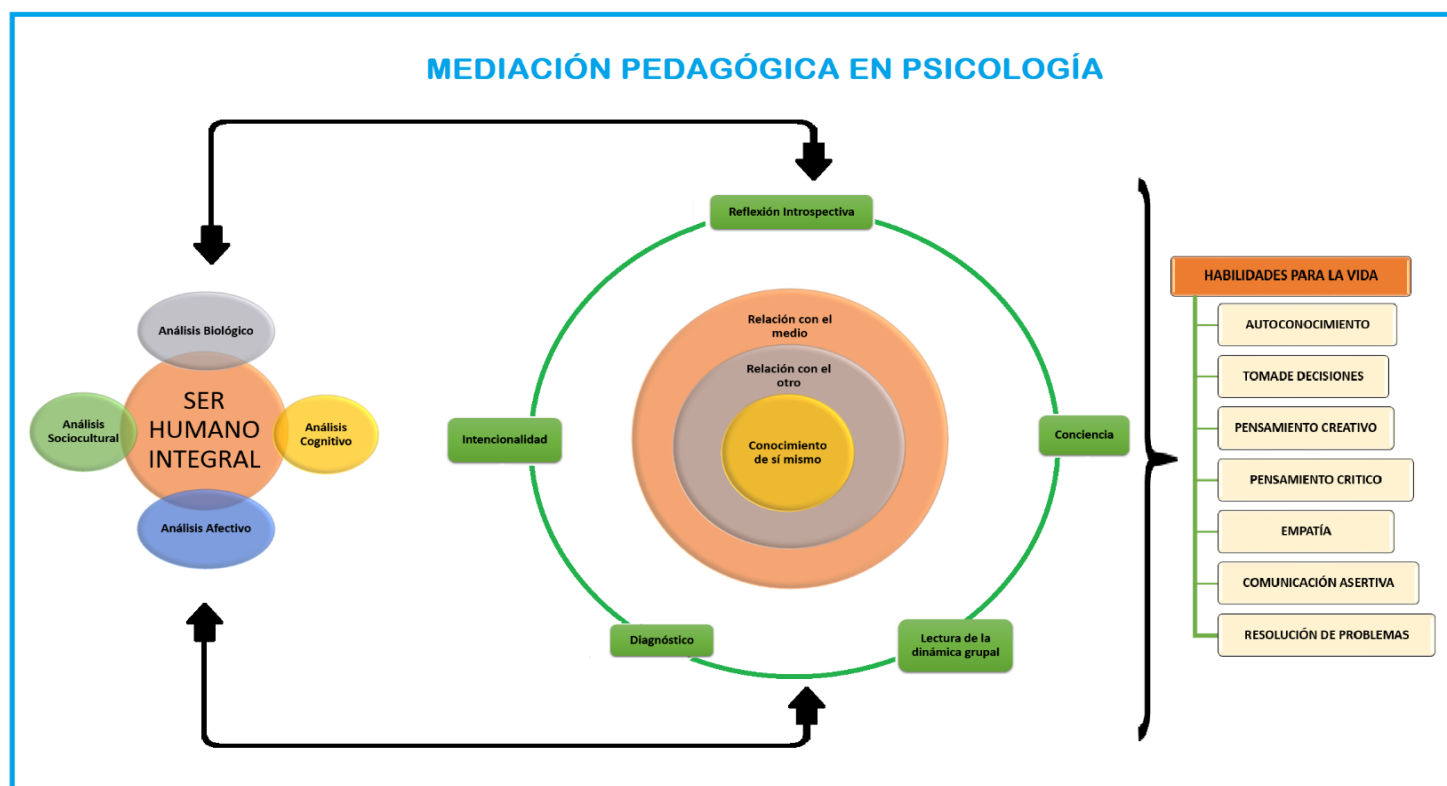 MEDIACIÓN PEDAGÓGICA EN PSICOLOGÍA
Análisis Biológico
SER
HUMANO
INTEGRAL
Análisis
Sociocultural
Análisis
Cognitivo
Análisis Afectivo
Reflexión Introspectiva
Relación con el
medio
Relación con el
otro
Conocimiento
de sí mismo
Intencionalidad
Conciencia
Diagnóstico
Lectura de la
dinámica grupal
HABILIDADES PARA LA VIDA
AUTOCONOCIMIENTO
TOMADE DECISIONES
PENSAMIENTO CREATIVO
PENSAMIENTO CRITICO
EMPATÍA
COMUNICACIÓN ASERTIVA
RESOLUCIÓN DE PROBLEMAS